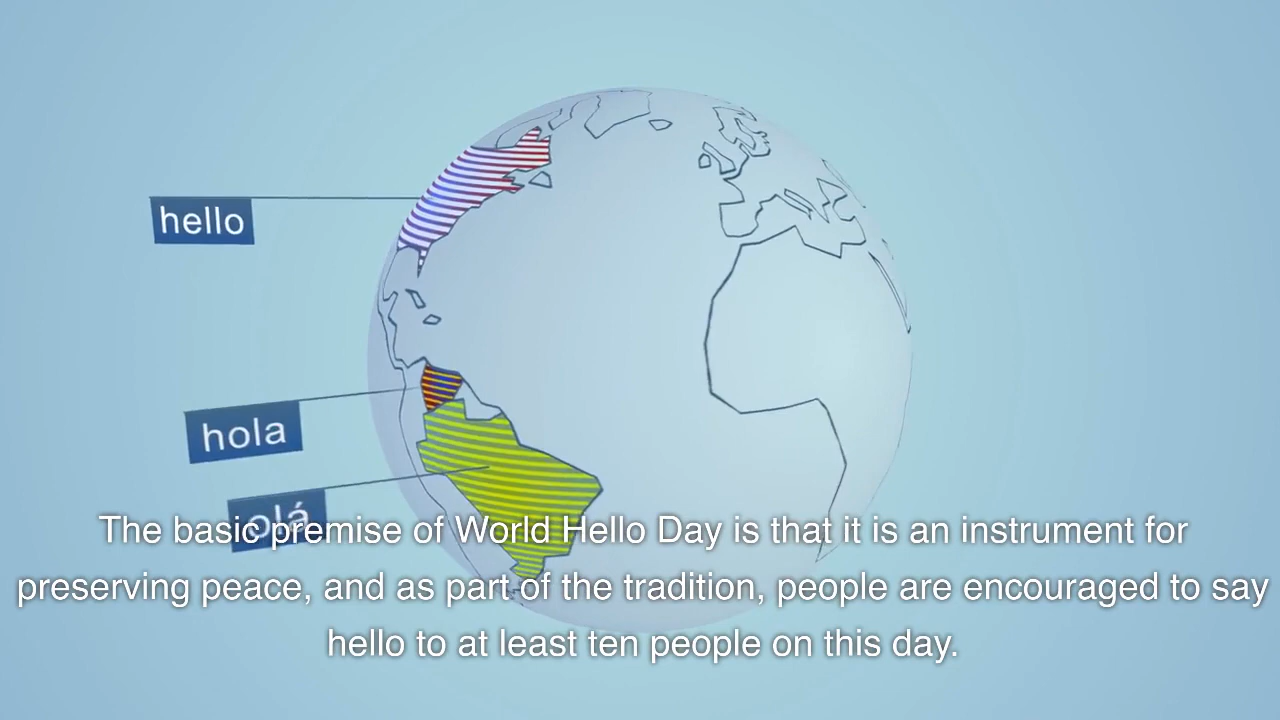 hello
hola
olá
The basic premise of World Hello Day is that it is an instrument for
preserving peace, and as part of the tradition, people are encouraged to say
hello to at least ten people on this day.